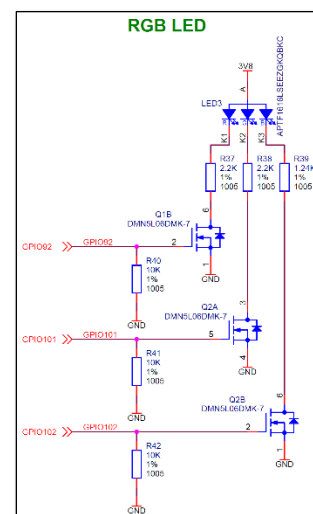 RGB LED
3V8
A
LED3
APTF1616LSEEZGKQBKC
K1
K2
K3
R37
2.2K
1%
1005
R38
2.2K
1%
1005
R39
1.24K
1%
1005
Q1B
DMN5L06DMK-7
6
2
1
GND
GPIO92
GPIO92
R40
10K
1%
1005
GND
Q2A
DMN5L06DMK-7
3
5
4
GND
GPIO101
GPIO101
R41
10K
1%
1005
GND
Q2B
DMN5L06DMK-7
6
2
1
GND
GPIO102
GPIO102
R42
10K
1%
1005
GND